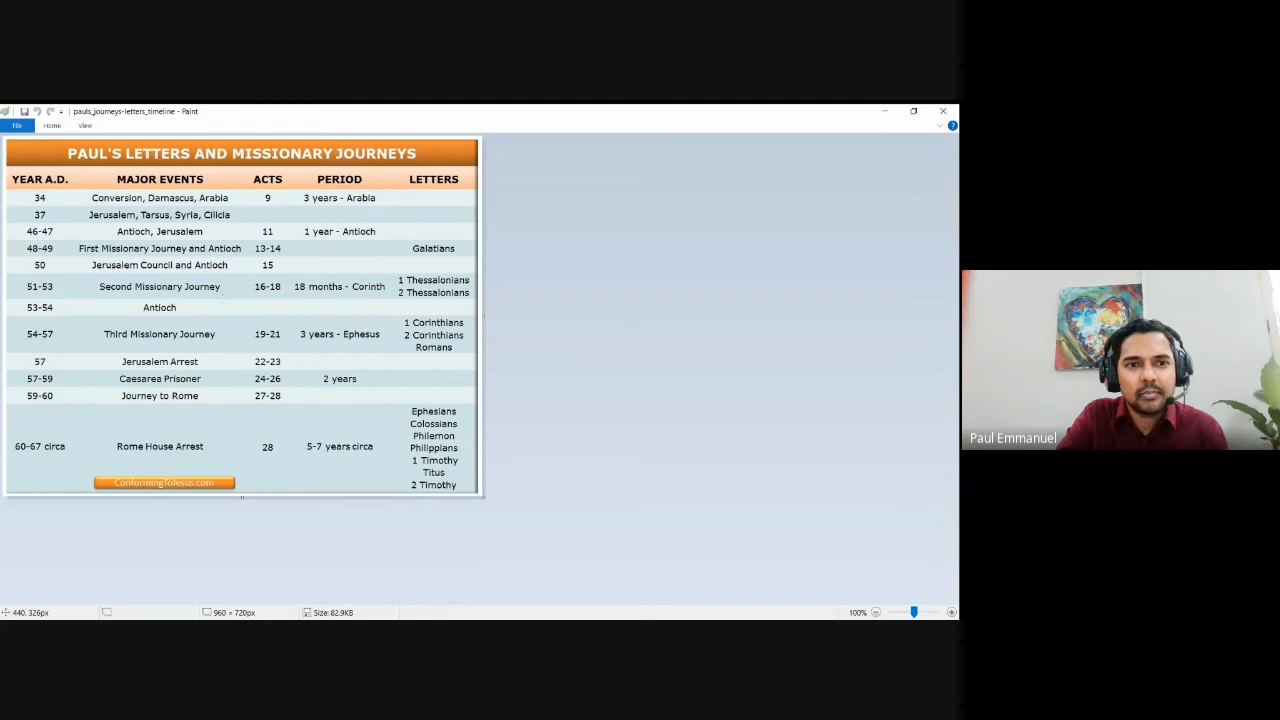 pauls_journeys-letters_timeline - Paint
File Home View
PAUL'S LETTERS AND MISSIONARY JOURNEYS
YEAR A.D. MAJOR EVENTS ACTS PERIOD LETTERS
34 Conversion, Damascus, Arabia 9 3 years - Arabia
37 Jerusalem, Tarsus, Syria, Cilicia
46-47 Antioch, Jerusalem 11 1 year - Antioch
48-49 First Missionary Journey and Antioch 13-14 Galatians
50 Jerusalem Council and Antioch 15
51-53 Second Missionary Journey 16-18 18 months - Corinth 1 Thessalonians
2 Thessalonians
53-54 Antioch
54-57 Third Missionary Journey 19-21 3 years - Ephesus 1 Corinthians
2 Corinthians
Romans
57 Jerusalem Arrest 22-23
57-59 Caesarea Prisoner 24-26 2 years
59-60 Journey to Rome 27-28
60-67 circa Rome House Arrest 28 5-7 years circa Ephesians
Colossians
Philemon
Philippians
1 Timothy
Titus
2 Timothy
ConformingToJesus.com
Paul Emmanuel
440, 326px 960 × 720px Size: 82.9KB 100%